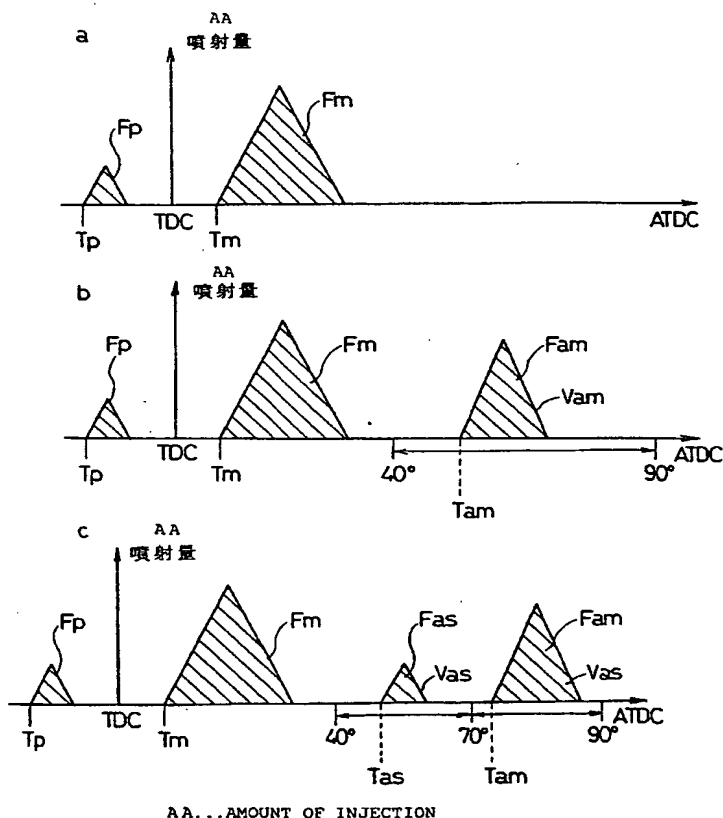 a
AA
噴射量
Fp
Fm
TDC
ATDC
Tp
Tm
b
AA
噴射量
Fp
Fm
Fam
Vam
TDC
40°
90°
ATDC
Tp
Tm
Tam
c
AA
噴射量
Fp
Fm
Fas
Fam
Vas
Vas
TDC
40°
70°
90°
ATDC
Tp
Tm
Tas
Tam
AA...AMOUNT OF INJECTION